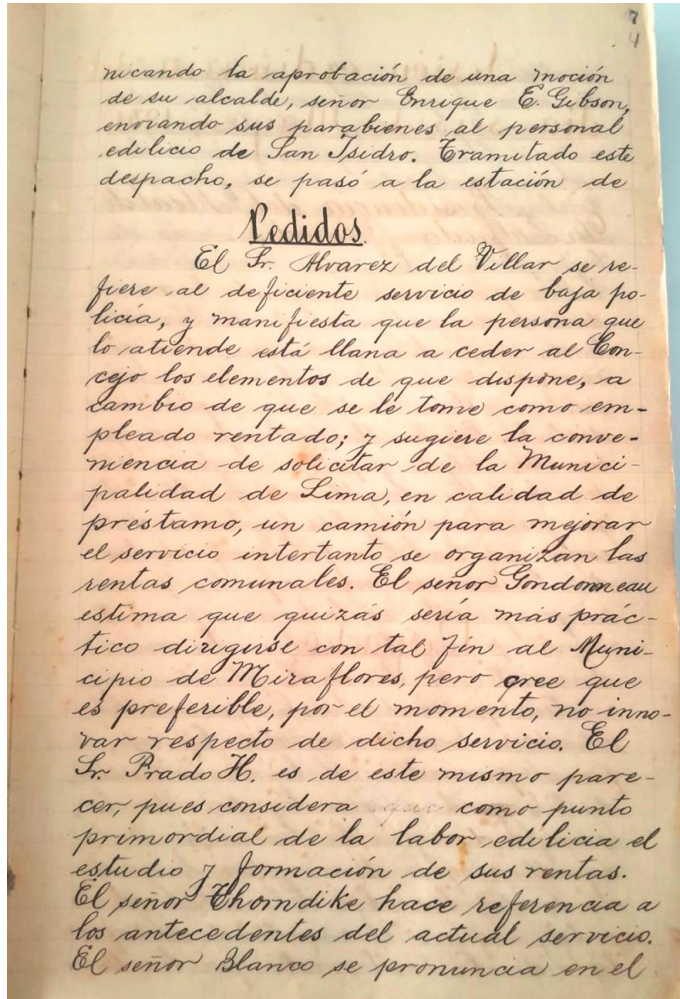 7
4
nicando la aprobación de una moción
de su alcalde, señor Enrique E. Gibson,
enviando sus parabienes al personal
edilicio de San Isidro. Tramitado este
despacho, se pasó a la estación de
Pedidos.
El Sr. Alvarez del Villar se re-
fiere al deficiente servicio de baja po-
licía, y manifiesta que la persona que
lo atiende está llana a ceder al Con-
cejo los elementos de que dispone, a
cambio de que se le tome como em-
pleado rentado; y sugiere la conve-
niencia de solicitar de la Munici-
palidad de Lima, en calidad de
préstamo, un camión para mejorar
el servicio intertanto se organizan las
rentas comunales. El señor Gondonneau
estima que quizás sería más prác-
tico dirigirse con tal fin al Muni-
cipio de Miraflores, pero cree que
es preferible, por el momento, no inno-
var respecto de dicho servicio. El
Sr. Prado H. es de este mismo pare-
cer, pues considera como punto
primordial de la labor edilicia el
estudio y formación de sus rentas.
El señor Thorndike hace referencia a
los antecedentes del actual servicio.
El señor Blanco se pronuncia en el